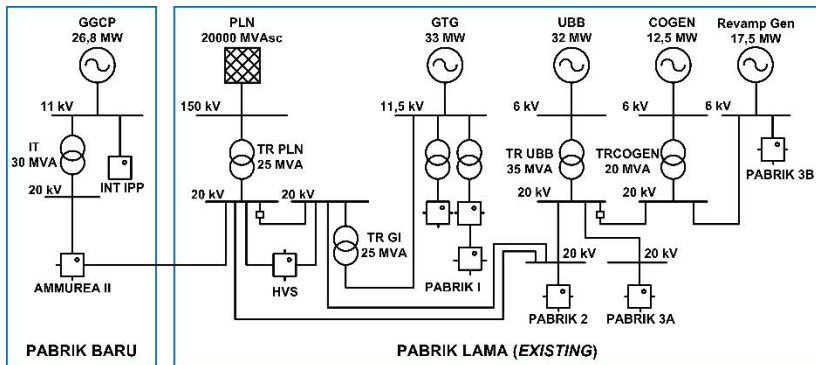 GGCP
26,8 MW
11 kV
IT
30 MVA
INT IPP
20 kV
AMMUREA II
PABRIK BARU
PLN
20000 MVAsc
150 kV
TR PLN
25 MVA
20 kV
20 kV
TR GI
25 MVA
HVS
GTG
33 MW
11,5 kV
PABRIK I
UBB
32 MW
6 kV
TR UBB
35 MVA
20 kV
20 kV
PABRIK 2
20 kV
PABRIK 3A
COGEN
12,5 MW
6 kV
TRCOGEN
20 MVA
20 kV
Revamp Gen
17,5 MW
6 kV
PABRIK 3B
PABRIK LAMA (EXISTING)